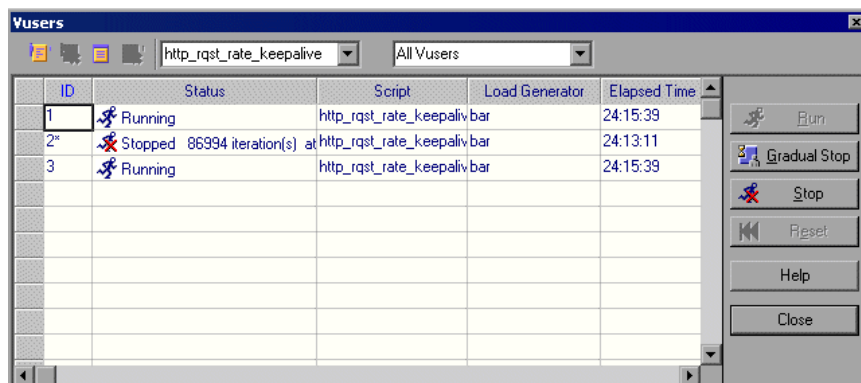 Vusers
http_rqst_rate_keepalive All Vusers
ID Status Script Load Generator Elapsed Time
1 Running http_rqst_rate_keepaliv bar 24:15:39
2* Stopped 86994 iteration(s) at http_rqst_rate_keepaliv bar 24:13:11
3 Running http_rqst_rate_keepaliv bar 24:15:39
Run
Gradual Stop
Stop
Reset
Help
Close